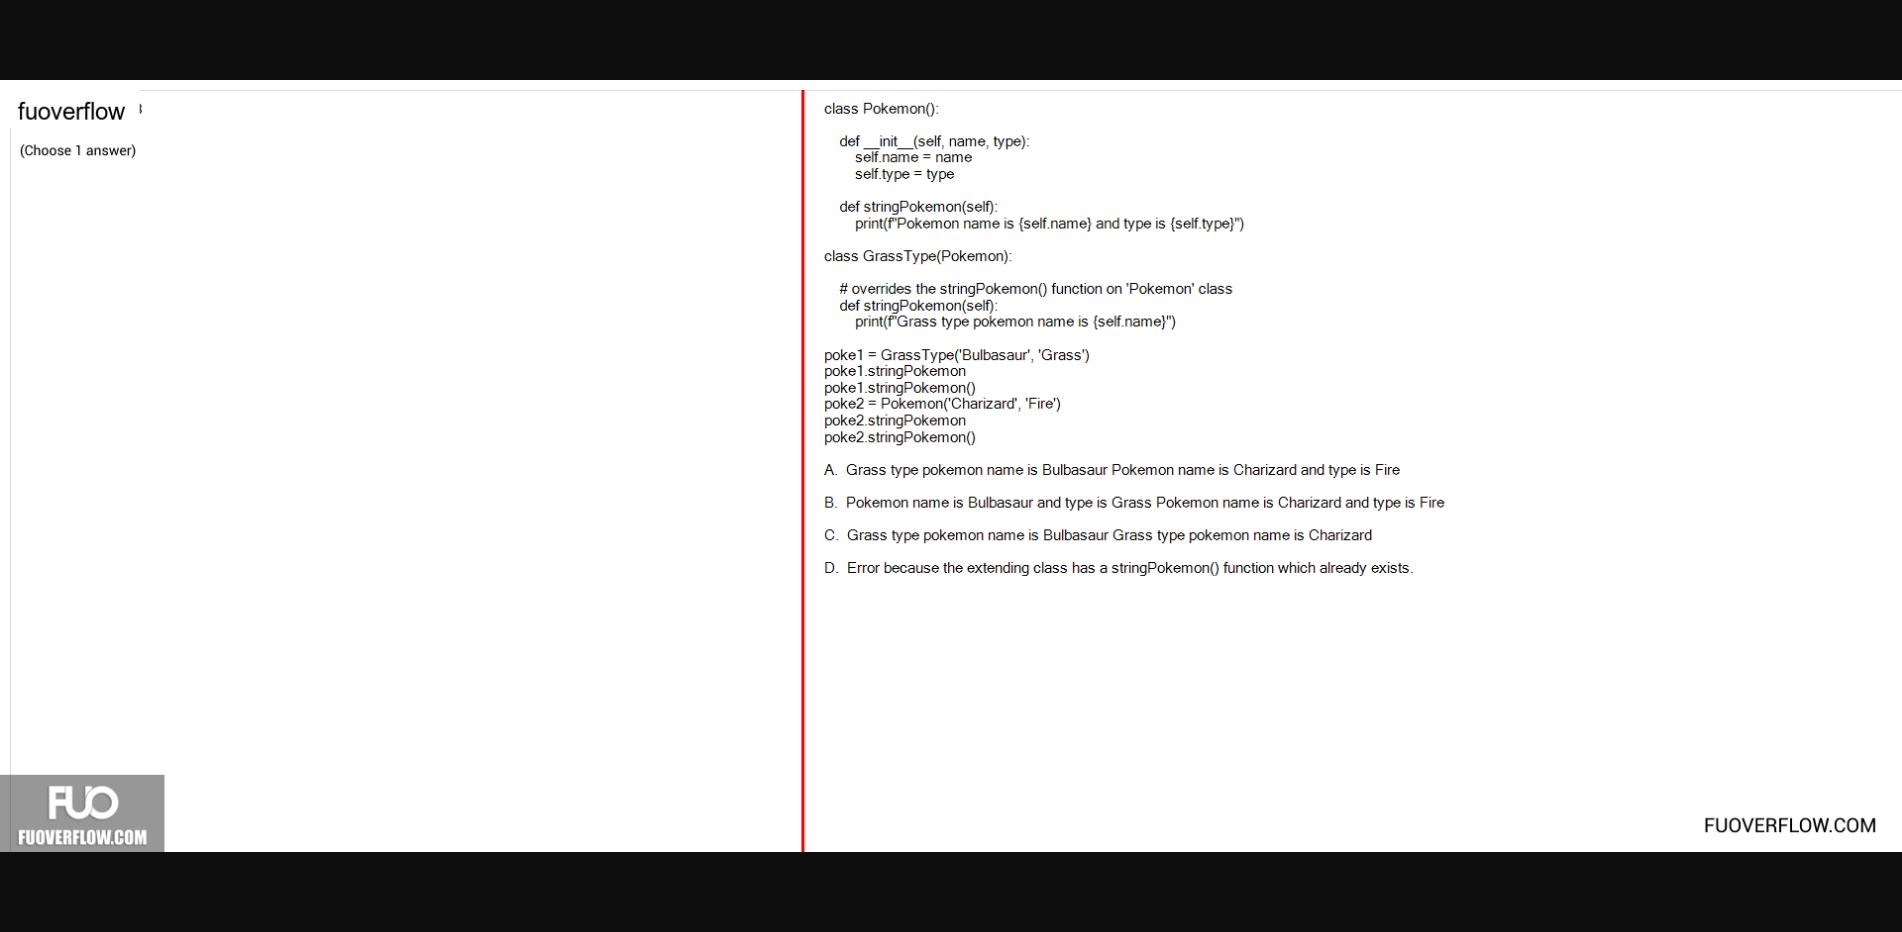 fuoverflow
(Choose 1 answer)
class Pokemon():
def __init__(self, name, type):
self.name = name
self.type = type
def stringPokemon(self):
print(f"Pokemon name is {self.name} and type is {self.type}")
class GrassType(Pokemon):
# overrides the stringPokemon() function on 'Pokemon' class
def stringPokemon(self):
print(f"Grass type pokemon name is {self.name}")
poke1 = GrassType('Bulbasaur', 'Grass')
poke1.stringPokemon
poke1.stringPokemon()
poke2 = Pokemon('Charizard', 'Fire')
poke2.stringPokemon
poke2.stringPokemon()
A. Grass type pokemon name is Bulbasaur Pokemon name is Charizard and type is Fire
B. Pokemon name is Bulbasaur and type is Grass Pokemon name is Charizard and type is Fire
C. Grass type pokemon name is Bulbasaur Grass type pokemon name is Charizard
D. Error because the extending class has a stringPokemon() function which already exists.
FUO
FUOVERFLOW.COM
FUOVERFLOW.COM